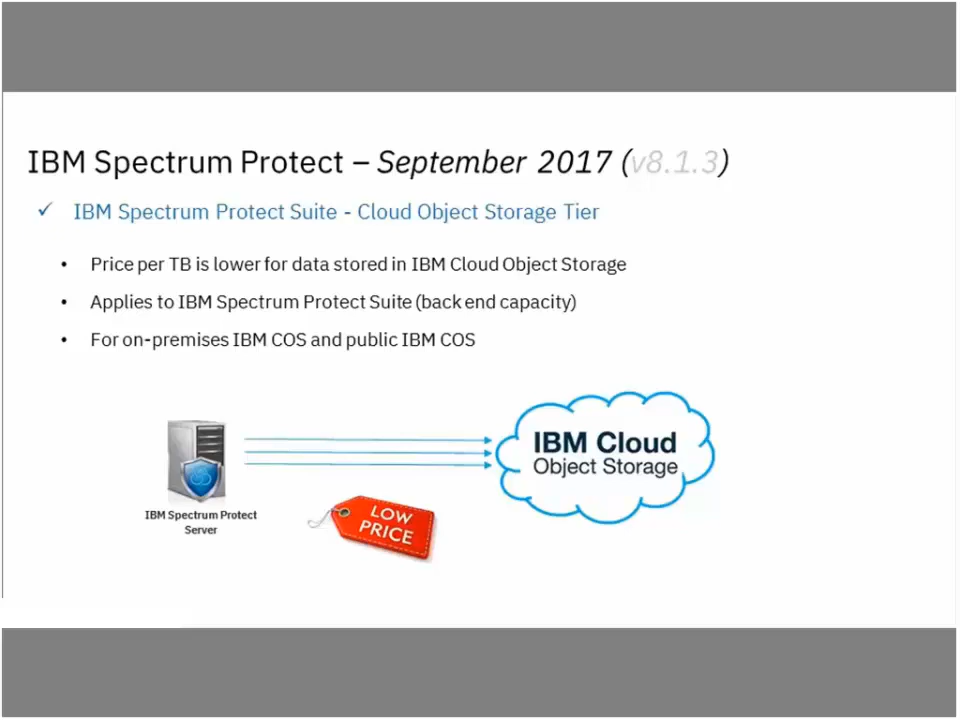 IBM Spectrum Protect – September 2017 (v8.1.3)
✓ IBM Spectrum Protect Suite - Cloud Object Storage Tier
• Price per TB is lower for data stored in IBM Cloud Object Storage
• Applies to IBM Spectrum Protect Suite (back end capacity)
• For on-premises IBM COS and public IBM COS
IBM Cloud
Object Storage
IBM Spectrum Protect
Server
LOW
PRICE